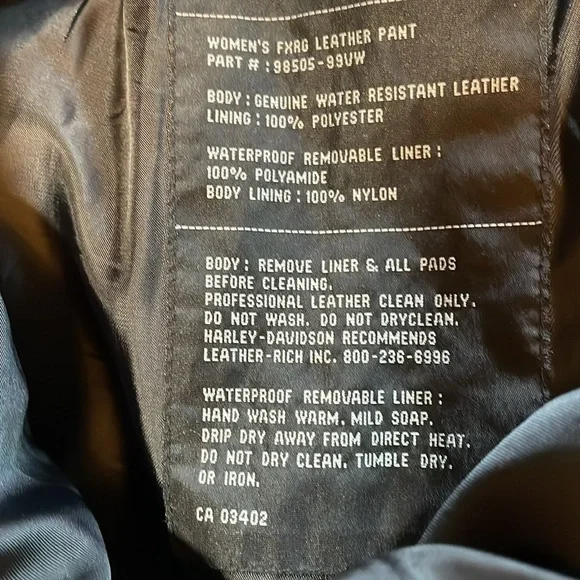 WOMEN'S FXRG LEATHER PANT
PART # : 98505-99VW
BODY : GENUINE WATER RESISTANT LEATHER
LINING : 100% POLYESTER
WATERPROOF REMOVABLE LINER :
100% POLYAMIDE
BODY LINING : 100% NYLON
BODY : REMOVE LINER & ALL PADS
BEFORE CLEANING.
PROFESSIONAL LEATHER CLEAN ONLY.
DO NOT WASH. DO NOT DRYCLEAN.
HARLEY-DAVIDSON RECOMMENDS
LEATHER-RICH INC. 800-236-6996
WATERPROOF REMOVABLE LINER :
HAND WASH WARM. MILD SOAP.
DRIP DRY AWAY FROM DIRECT HEAT.
DO NOT DRY CLEAN. TUMBLE DRY.
OR IRON.
CA 03402